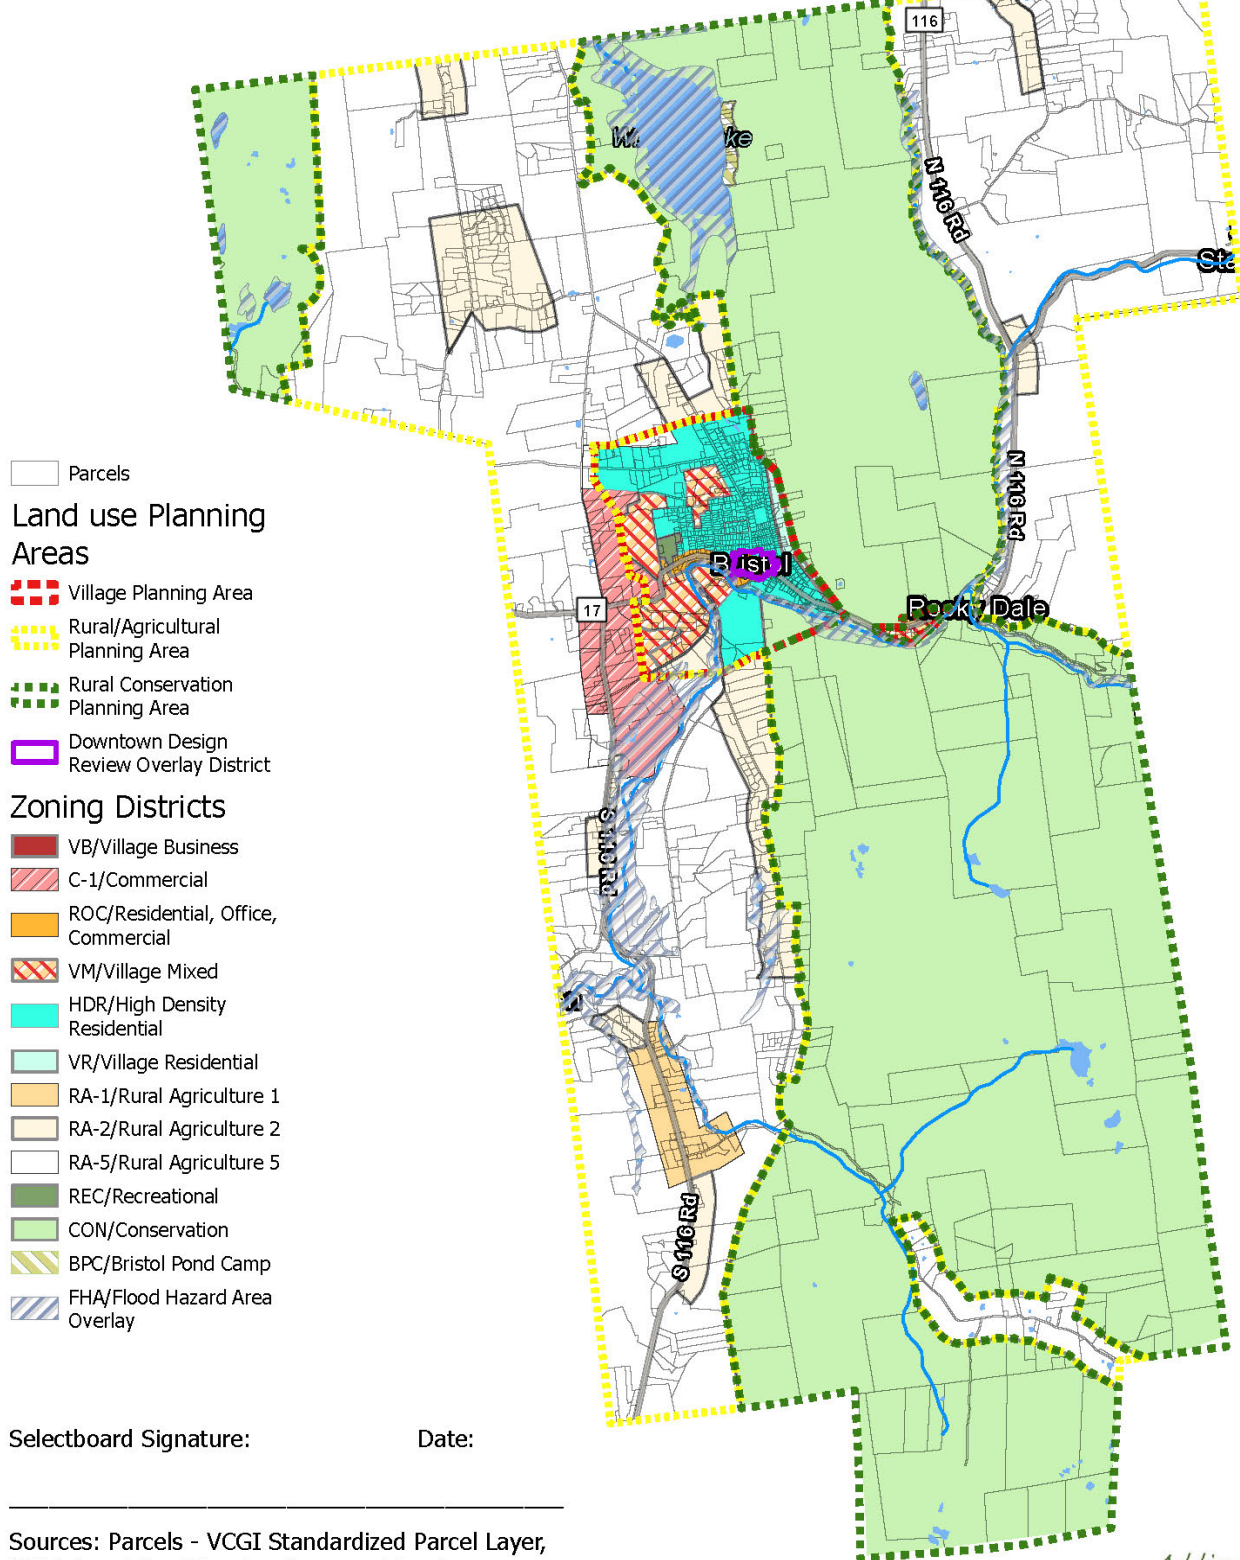 116
N 116 Rd
N 116 Rd
Bristol
Rocky Dale
17
S 116 Rd
S 116 Rd
Parcels
Land use Planning
Areas
Village Planning Area
Rural/Agricultural
Planning Area
Rural Conservation
Planning Area
Downtown Design
Review Overlay District
Zoning Districts
VB/Village Business
C-1/Commercial
ROC/Residential, Office,
Commercial
VM/Village Mixed
HDR/High Density
Residential
VR/Village Residential
RA-1/Rural Agriculture 1
RA-2/Rural Agriculture 2
RA-5/Rural Agriculture 5
REC/Recreational
CON/Conservation
BPC/Bristol Pond Camp
FHA/Flood Hazard Area
Overlay
Selectboard Signature: Date:
Sources: Parcels - VCGI Standardized Parcel Layer,